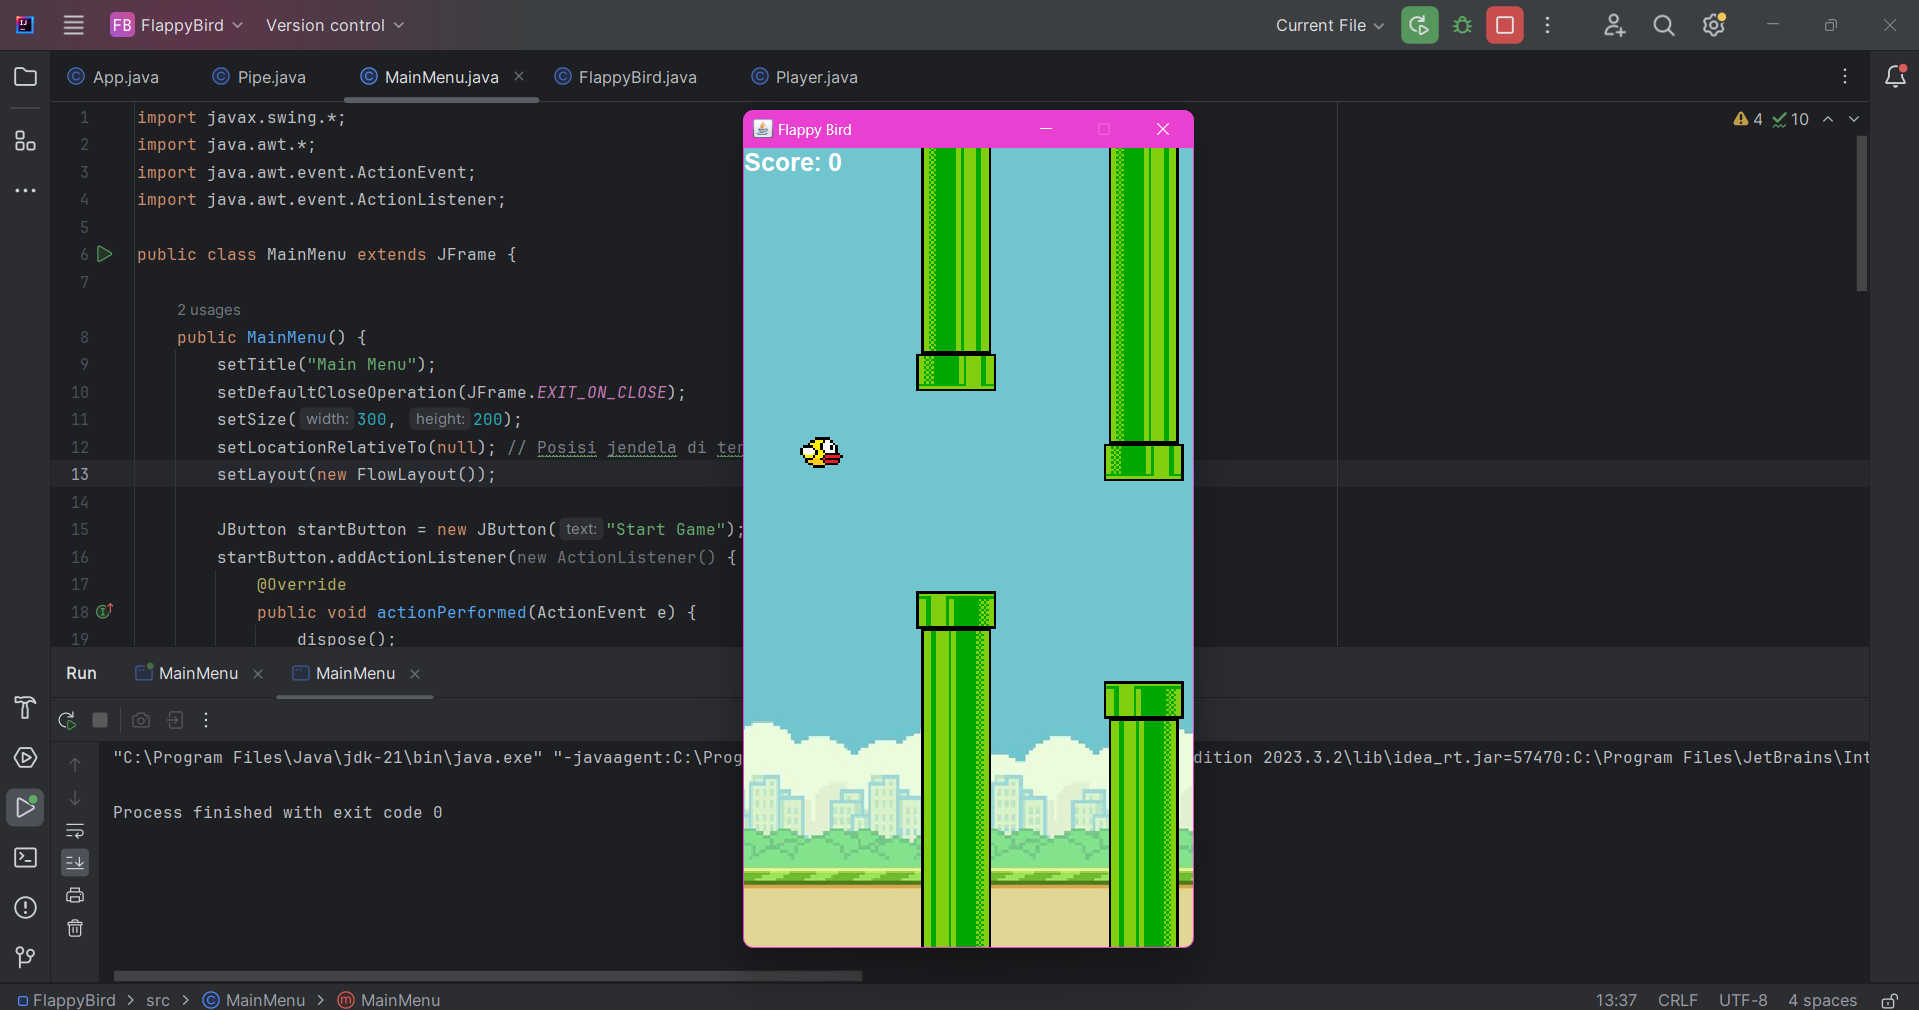 FB FlappyBird Version control Current File
App.java Pipe.java MainMenu.java FlappyBird.java Player.java
4 10
Flappy Bird
Score: 0
1 import javax.swing.*;
2 import java.awt.*;
3 import java.awt.event.ActionEvent;
4 import java.awt.event.ActionListener;
5
6 public class MainMenu extends JFrame {
7
2 usages
8 public MainMenu() {
9 setTitle("Main Menu");
10 setDefaultCloseOperation(JFrame.EXIT_ON_CLOSE);
11 setSize( width: 300, height: 200);
12 setLocationRelativeTo(null); // Posisi jendela di
13 setLayout(new FlowLayout());
14
15 JButton startButton = new JButton( text: "Start Game");
16 startButton.addActionListener(new ActionListener() {
17 @Override
18 public void actionPerformed(ActionEvent e) {
19 dispose();
Run MainMenu MainMenu
"C:\Program Files\Java\jdk-21\bin\java.exe" "-javaagent:C:\Prog
dition 2023.3.2\lib\idea_rt.jar=57470:C:\Program Files\JetBrains\Int
Process finished with exit code 0
FlappyBird > src > C MainMenu > m MainMenu
13:37 CRLF UTF-8 4 spaces